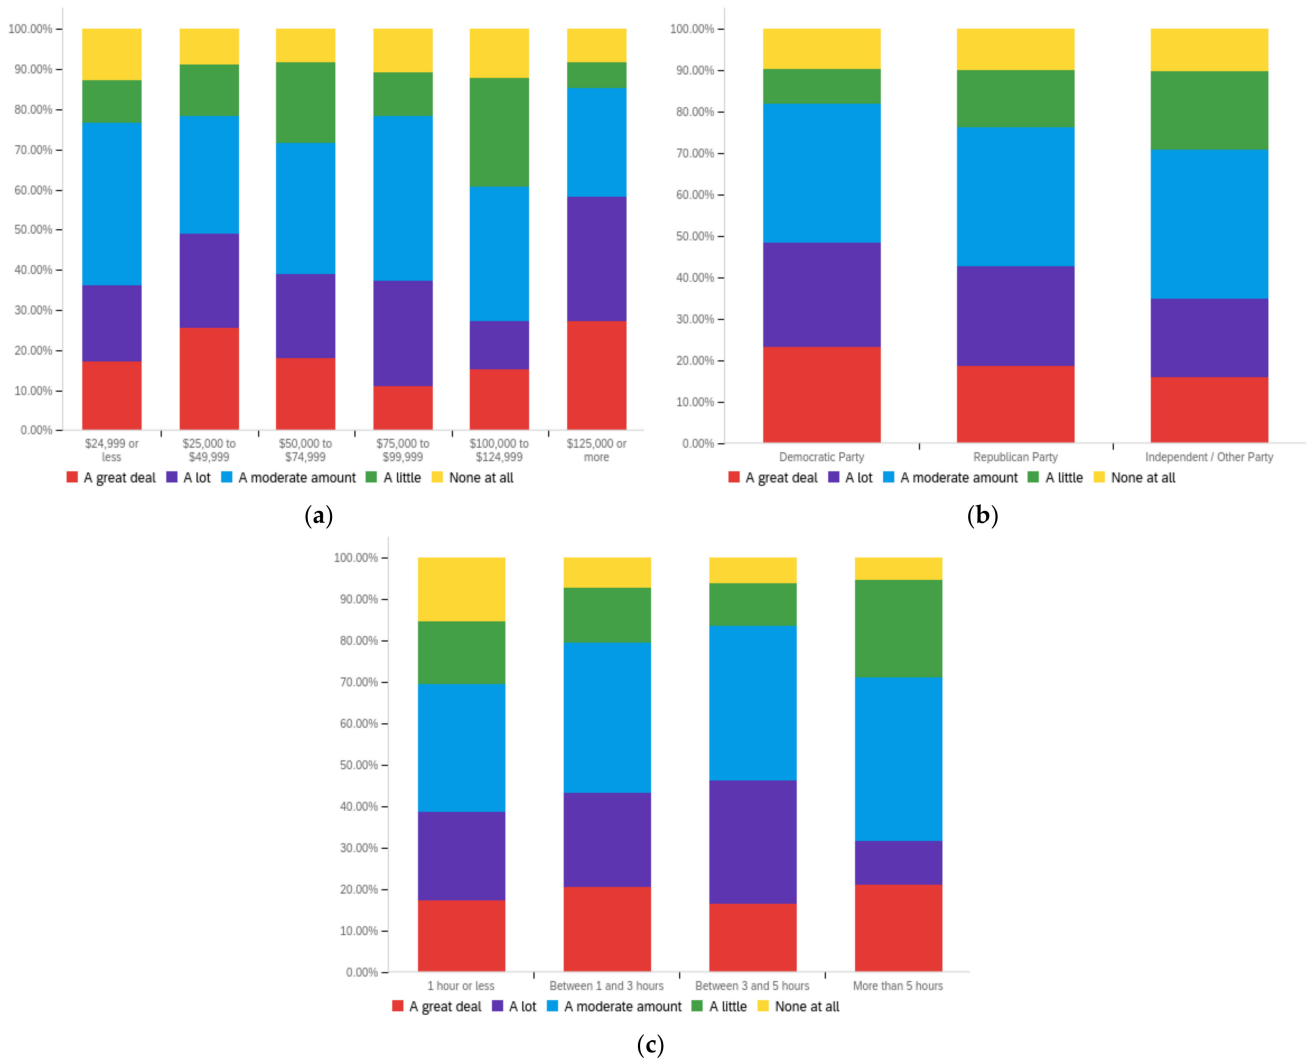 100.00%
90.00%
80.00%
70.00%
60.00%
50.00%
40.00%
30.00%
20.00%
10.00%
0.00%
$24,999 or less
$25,000 to $49,999
$50,000 to $74,999
$75,000 to $99,999
$100,000 to $124,999
$125,000 or more
A great deal A lot A moderate amount A little None at all
(a)
100.00%
90.00%
80.00%
70.00%
60.00%
50.00%
40.00%
30.00%
20.00%
10.00%
0.00%
Democratic Party Republican Party Independent / Other Party
A great deal A lot A moderate amount A little None at all
(b)
100.00%
90.00%
80.00%
70.00%
60.00%
50.00%
40.00%
30.00%
20.00%
10.00%
0.00%
1 hour or less Between 1 and 3 hours Between 3 and 5 hours More than 5 hours
A great deal A lot A moderate amount A little None at all
(c)